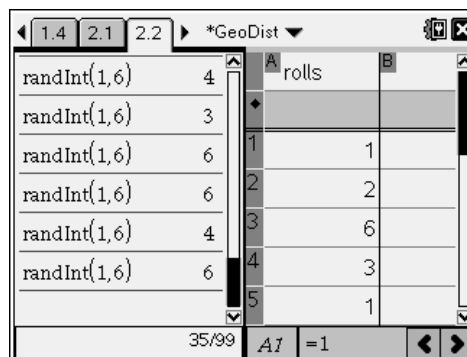 1.4 2.1 2.2 *GeoDist
randInt(1,6) 4
randInt(1,6) 3
randInt(1,6) 6
randInt(1,6) 6
randInt(1,6) 4
randInt(1,6) 6
35/99
A rolls B
◆
1 1
2 2
3 6
4 3
5 1
A1 =1